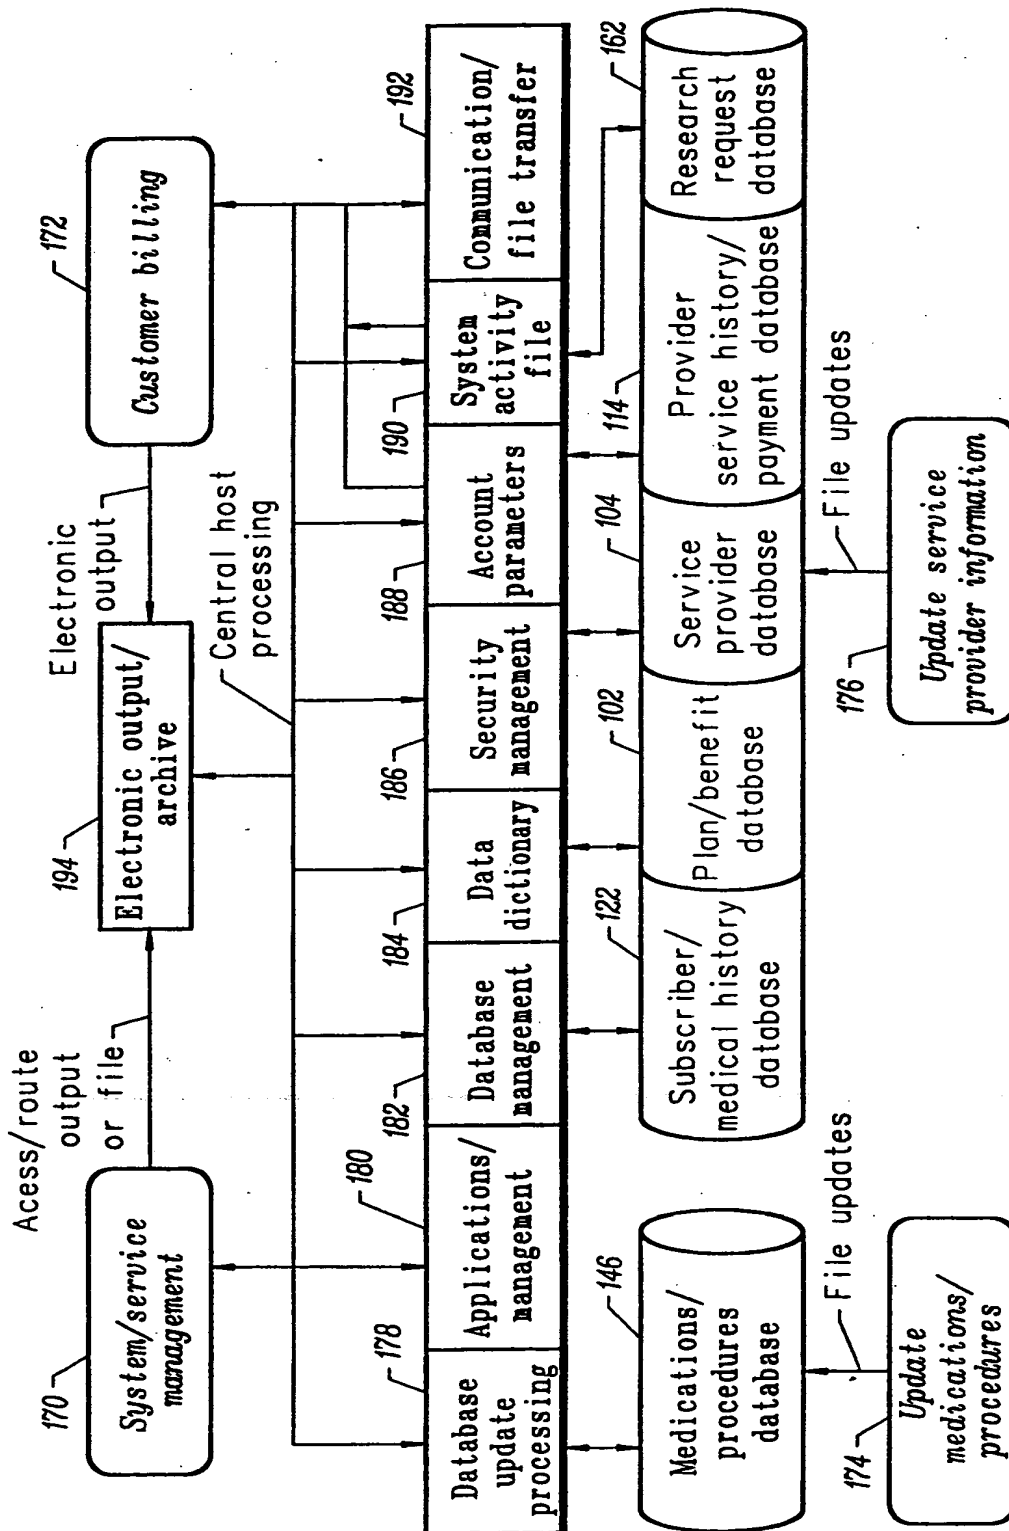 170
System/service
management
Acess/route
output
or file
194
Electronic output/
archive
Electronic
output
172
Customer billing
Central host
processing
178
Database
update
processing
180
Applications/
management
182
Database
management
184
Data
dictionary
186
Security
management
188
Account
parameters
190
System
activity
file
192
Communication/
file transfer
146
Medications/
procedures
database
122
Subscriber/
medical history
database
102
Plan/benefit
database
104
Service
provider
database
114
Provider
service history/
payment database
162
Research
request
database
File updates
174
Update
medications/
procedures
File updates
176
Update service
provider information